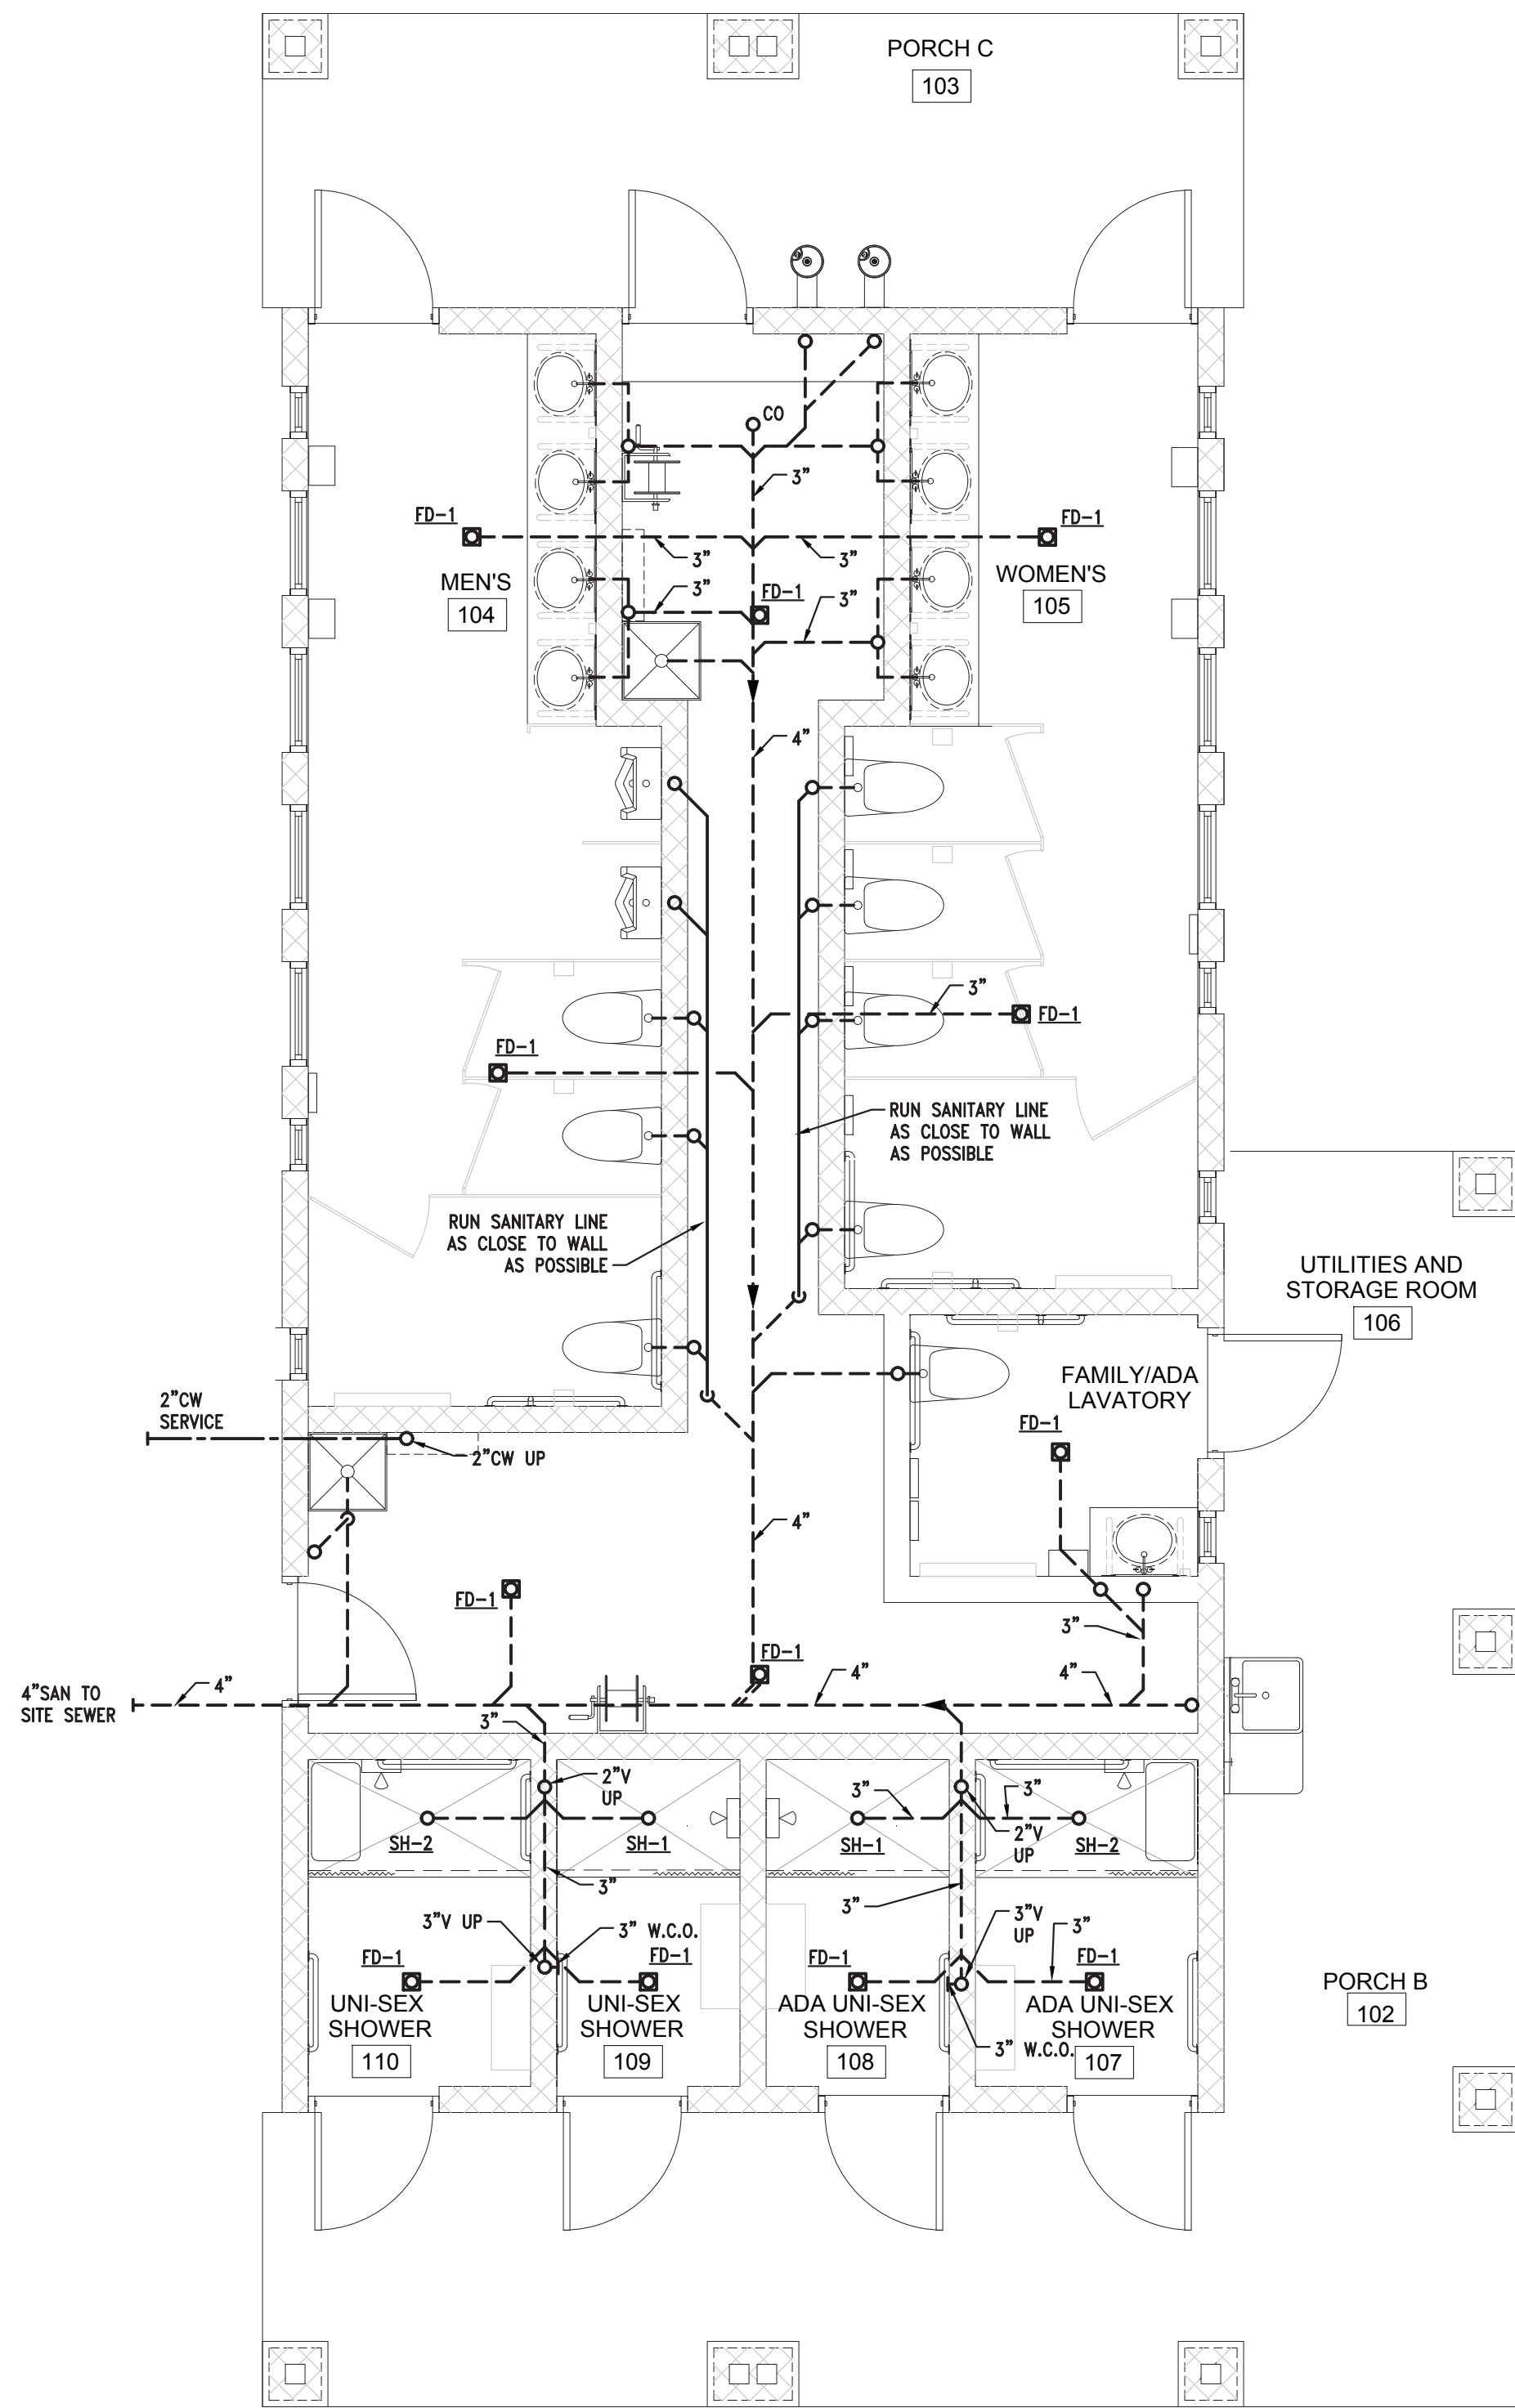 PORCH C
103
CO
3”
FD-1
FD-1
3”
3”
MEN'S
104
WOMEN'S
105
3”
FD-1
3”
4”
3”
FD-1
FD-1
RUN SANITARY LINE
AS CLOSE TO WALL
AS POSSIBLE
RUN SANITARY LINE
AS CLOSE TO WALL
AS POSSIBLE
UTILITIES AND
STORAGE ROOM
106
FAMILY/ADA
LAVATORY
FD-1
2”CW
SERVICE
2”CW UP
4”
FD-1
3”
FD-1
4”SAN TO
SITE SEWER
4”
4”
4”
3”
2”V
UP
3”
3”
SH-2
SH-1
SH-1
2”V
UP
SH-2
3”
3”
3”V UP
3” W.C.O.
3”V
UP
3”
FD-1
FD-1
FD-1
FD-1
UNI-SEX
SHOWER
110
UNI-SEX
SHOWER
109
ADA UNI-SEX
SHOWER
108
ADA UNI-SEX
SHOWER
107
3” W.C.O.
PORCH B
102